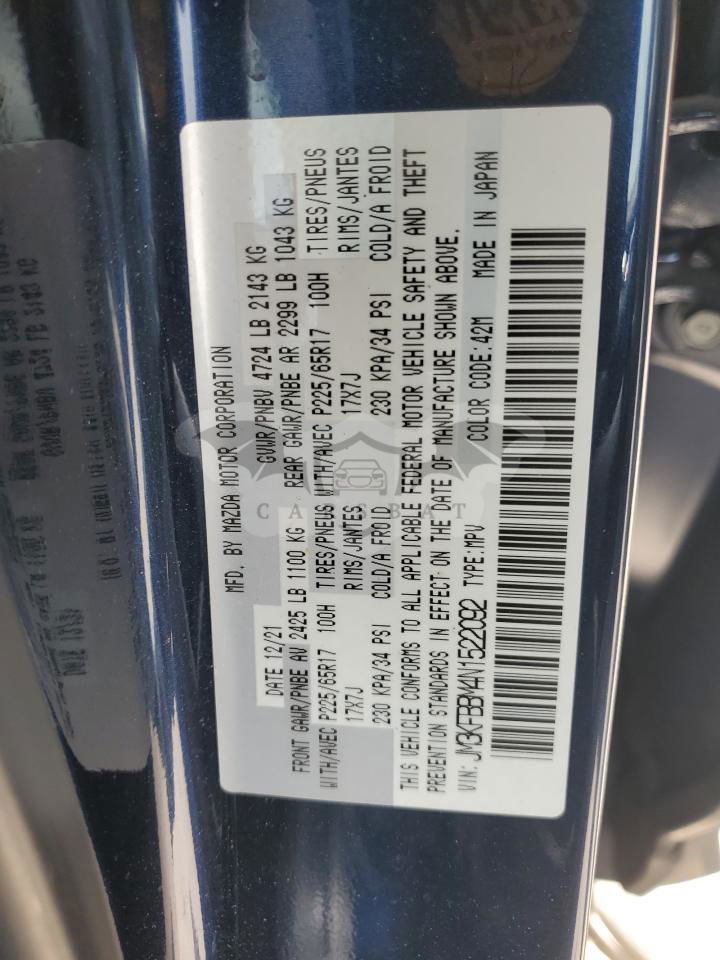 MFD. BY MAZDA MOTOR CORPORATION
DATE 12/21 GVWR/PNBV 4724 LB 2143 KG
FRONT GAWR/PNBE AV 2425 LB 1100 KG REAR GAWR/PNBE AR 2299 LB 1043 KG
WITH/AVEC P225/65R17 100H TIRES/PNEUS WITH/AVEC P225/65R17 100H TIRES/PNEUS
17X7J RIMS/JANTES 17X7J RIMS/JANTES
230 KPA/34 PSI COLD/A FROID 230 KPA/34 PSI COLD/A FROID
THIS VEHICLE CONFORMS TO ALL APPLICABLE FEDERAL MOTOR VEHICLE SAFETY AND THEFT
PREVENTION STANDARDS IN EFFECT ON THE DATE OF MANUFACTURE SHOWN ABOVE.
VIN: JM3KFBBM4N1522092 TYPE:MPV COLOR CODE:42M MADE IN JAPAN
CARSBAT